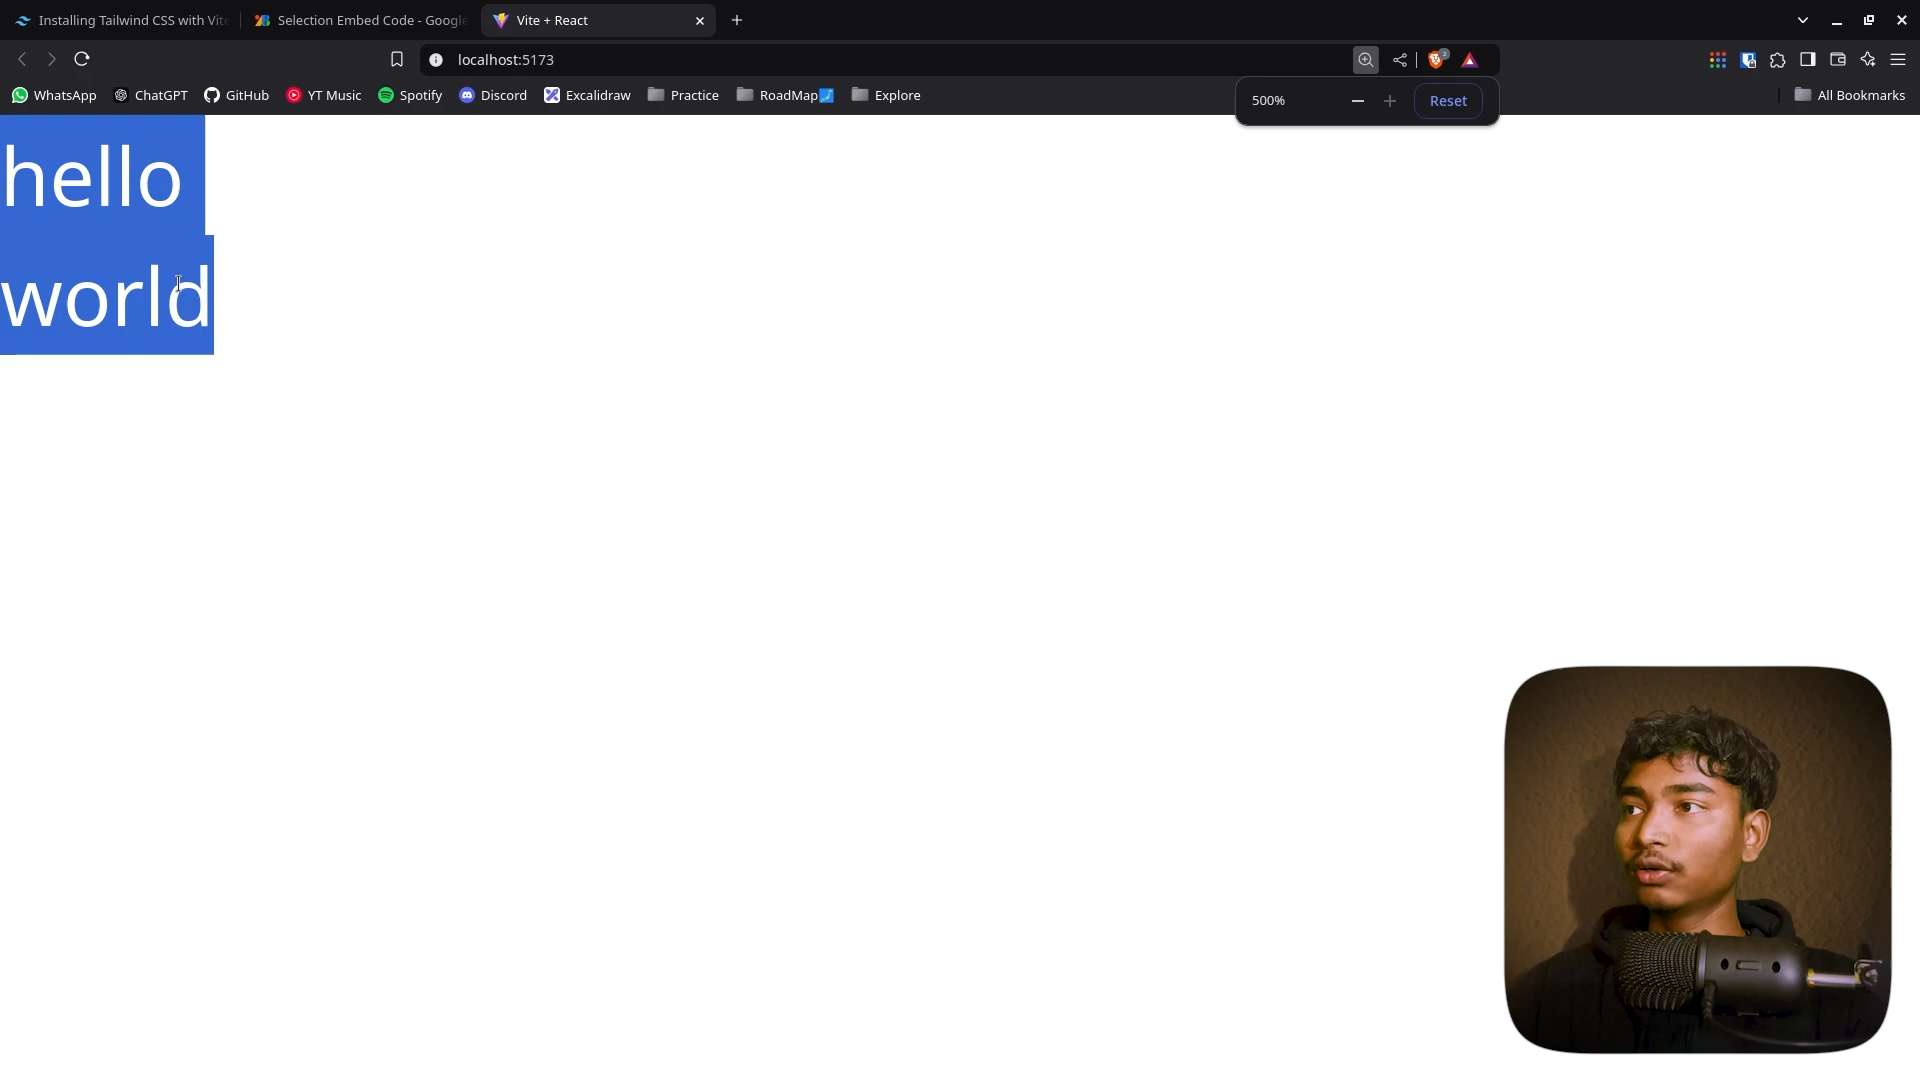 Installing Tailwind CSS with Vite
Selection Embed Code - Google
Vite + React
localhost:5173
2
WhatsApp
ChatGPT
GitHub
YT Music
Spotify
Discord
Excalidraw
Practice
RoadMap
Explore
All Bookmarks
500%
Reset
hello
world